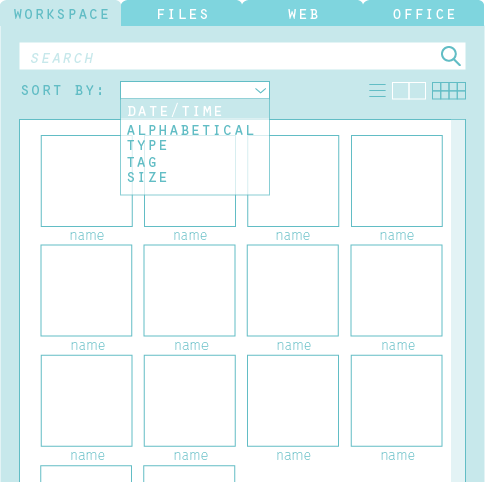 WORKSPACE FILES WEB OFFICE
SEARCH
SORT BY:
DATE/TIME
ALPHABETICAL
TYPE
TAG
SIZE
name name name name
name name name name
name name name name